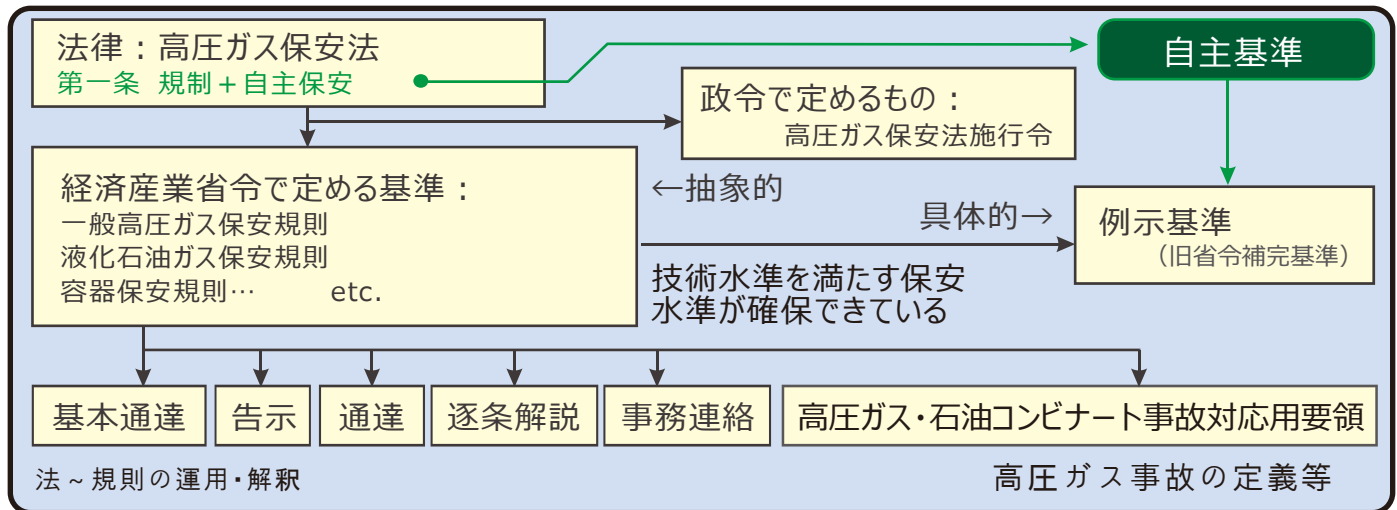 法律：高圧ガス保安法
第一条 規制＋自主保安
自主基準
政令で定めるもの：
高圧ガス保安法施行令
経済産業省令で定める基準：
一般高圧ガス保安規則
液化石油ガス保安規則
容器保安規則… etc.
←抽象的
具体的→
技術水準を満たす保安
水準が確保できている
例示基準
（旧省令補完基準）
基本通達
告示
通達
逐条解説
事務連絡
高圧ガス・石油コンビナート事故対応用要領
法～規則の運用・解釈
高圧ガス事故の定義等